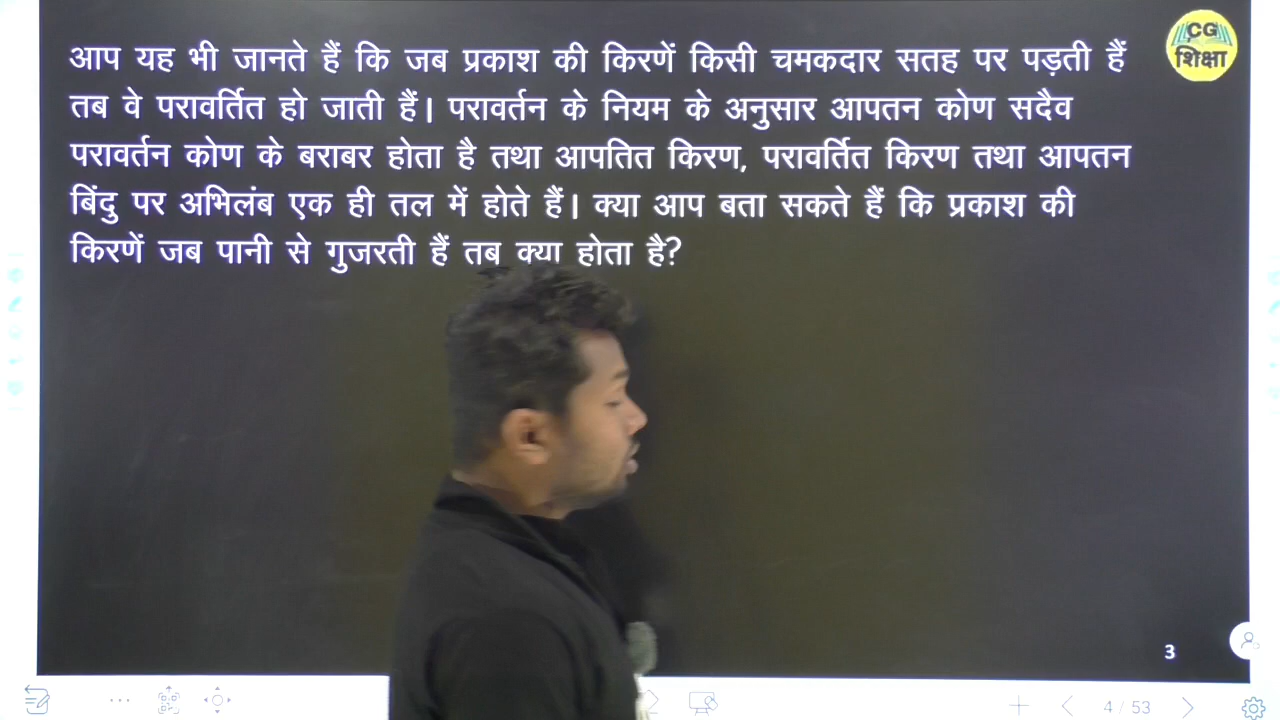 आप यह भी जानते हैं कि जब प्रकाश की किरणें किसी चमकदार सतह पर पड़ती हैं
तब वे परावर्तित हो जाती हैं। परावर्तन के नियम के अनुसार आपतन कोण सदैव
परावर्तन कोण के बराबर होता है तथा आपतित किरण, परावर्तित किरण तथा आपतन
बिंदु पर अभिलंब एक ही तल में होते हैं। क्या आप बता सकते हैं कि प्रकाश की
किरणें जब पानी से गुजरती हैं तब क्या होता है?
CG
शिक्षा
3
4 / 53